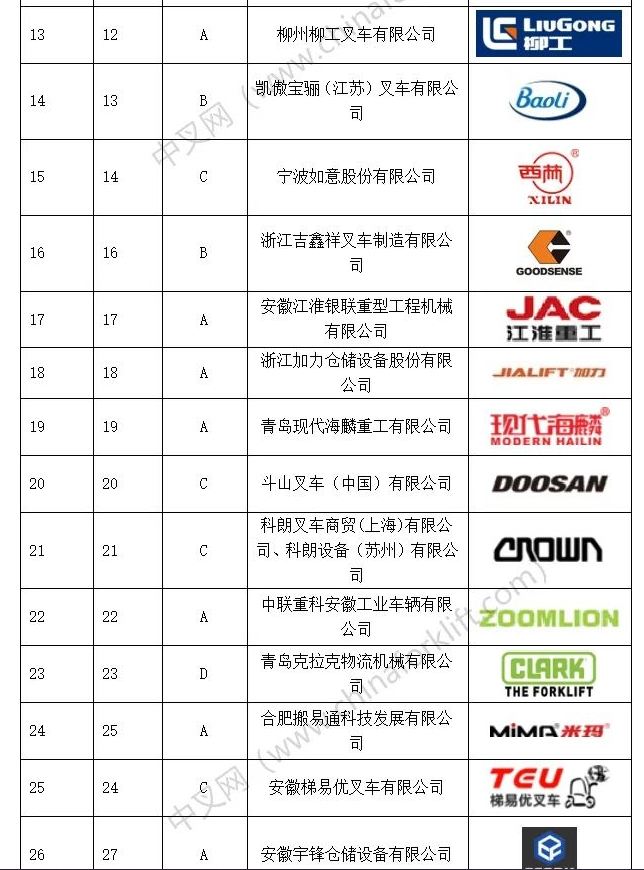 13 12 A 柳州柳工叉车有限公司 LIUGONG
柳工
14 13 B 凯傲宝骊（江苏）叉车有限公
司 Baoli
15 14 C 宁波如意股份有限公司 西林®
XILIN
16 16 B 浙江吉鑫祥叉车制造有限公
司 ®
GOODSENSE
17 17 A 安徽江淮银联重型工程机械
有限公司 JAC
江淮重工
18 18 A 浙江加力仓储设备股份有限
公司 JIALIFT®加力
19 19 A 青岛现代海麟重工有限公司 现代海麟®
MODERN HAILIN
20 20 C 斗山叉车（中国）有限公司 DOOSAN
21 21 C 科朗叉车商贸（上海）有限公
司、科朗设备（苏州）有限公
司 CROWN
22 22 A 中联重科安徽工业车辆有限
公司 ZOOMLION
23 23 D 青岛克拉克物流机械有限公
司 CLARK
THE FORKLIFT
24 25 A 合肥搬易通科技发展有限公
司 MiMA®米玛®
25 24 C 安徽梯易优叉车有限公司 TEU
梯易优叉车
26 27 A 安徽宇锋仓储设备有限公司
中叉网（www.chinaforklift.com）
中叉网（www.chinaforklift.com）